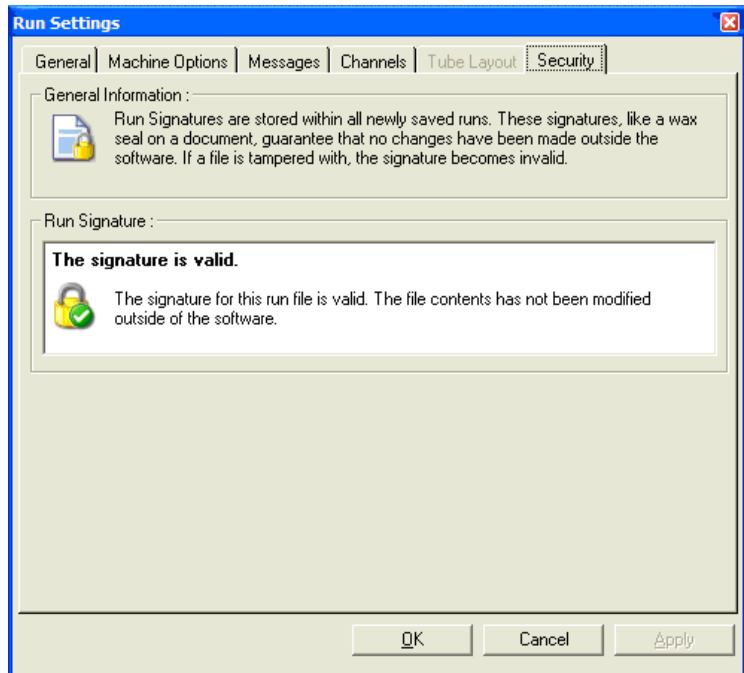 Run Settings
General Machine Options Messages Channels Tube Layout Security
General Information :
Run Signatures are stored within all newly saved runs. These signatures, like a wax
seal on a document, guarantee that no changes have been made outside the
software. If a file is tampered with, the signature becomes invalid.
Run Signature :
The signature is valid.
The signature for this run file is valid. The file contents has not been modified
outside of the software.
OK Cancel Apply